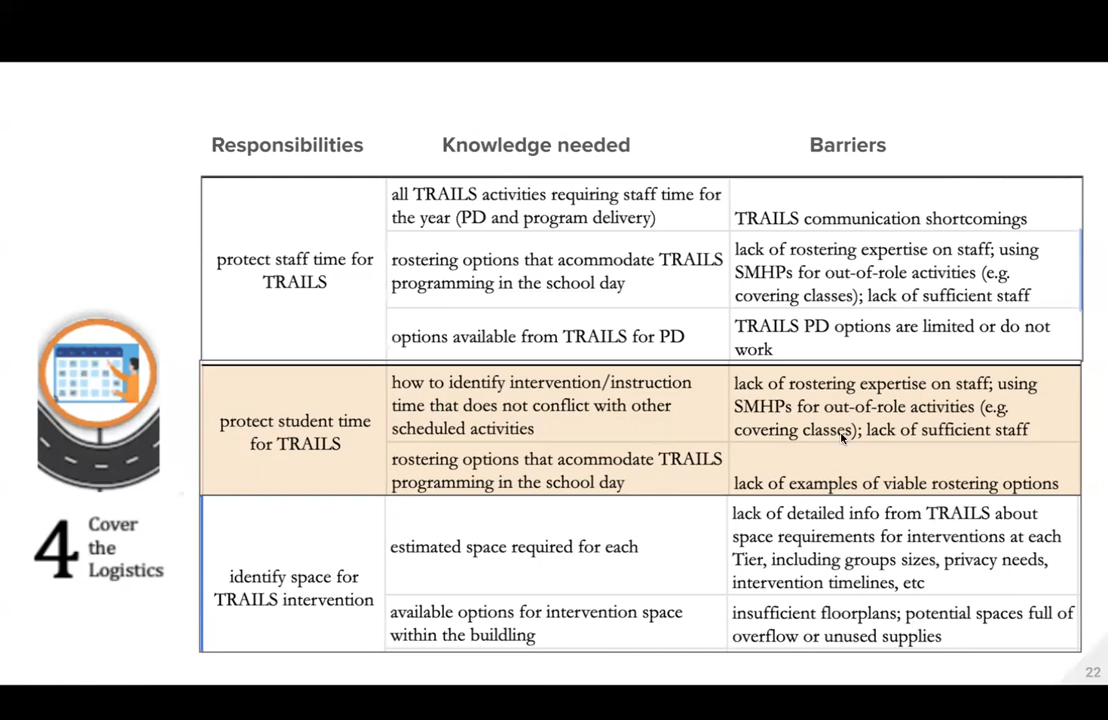 Responsibilities
Knowledge needed
Barriers
protect staff time for
TRAILS
all TRAILS activities requiring staff time for
the year (PD and program delivery)
TRAILS communication shortcomings
rostering options that acommodate TRAILS
programming in the school day
lack of rostering expertise on staff; using
SMHPs for out-of-role activities (e.g.
covering classes); lack of sufficient staff
options available from TRAILS for PD
TRAILS PD options are limited or do not
work
protect student time
for TRAILS
how to identify intervention/instruction
time that does not conflict with other
scheduled activities
lack of rostering expertise on staff; using
SMHPs for out-of-role activities (e.g.
covering classes); lack of sufficient staff
rostering options that acommodate TRAILS
programming in the school day
lack of examples of viable rostering options
identify space for
TRAILS intervention
estimated space required for each
lack of detailed info from TRAILS about
space requirements for interventions at each
Tier, including groups sizes, privacy needs,
intervention timelines, etc
available options for intervention space
within the buildling
insufficient floorplans; potential spaces full of
overflow or unused supplies
4
Cover
the
Logistics
22